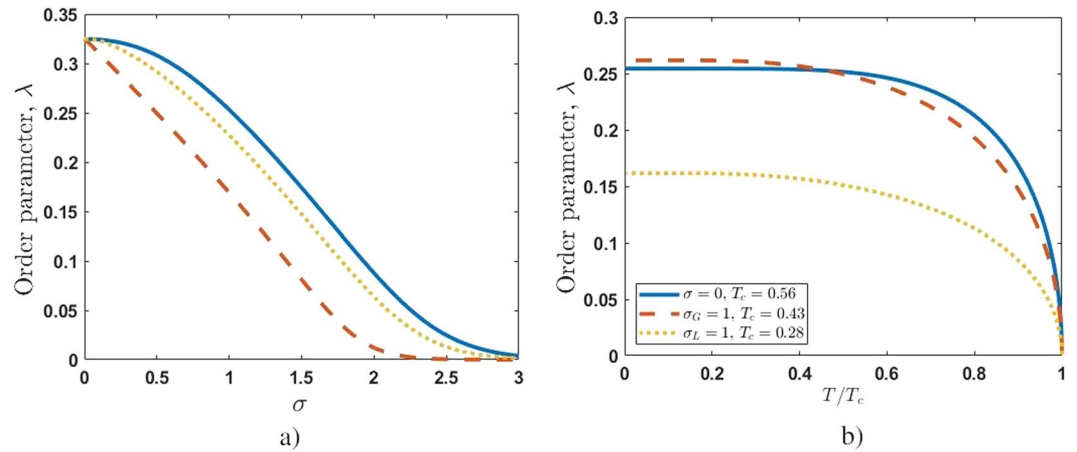 0.35
0.3
0.25
0.2
0.15
0.1
0.05
0
Order parameter, λ
0 0.5 1 1.5 2 2.5 3
σ
a)
0.3
0.25
0.2
0.15
0.1
0.05
0
Order parameter, λ
σ = 0, T_c = 0.56
σ_G = 1, T_c = 0.43
σ_L = 1, T_c = 0.28
0 0.2 0.4 0.6 0.8 1
T/T_c
b)